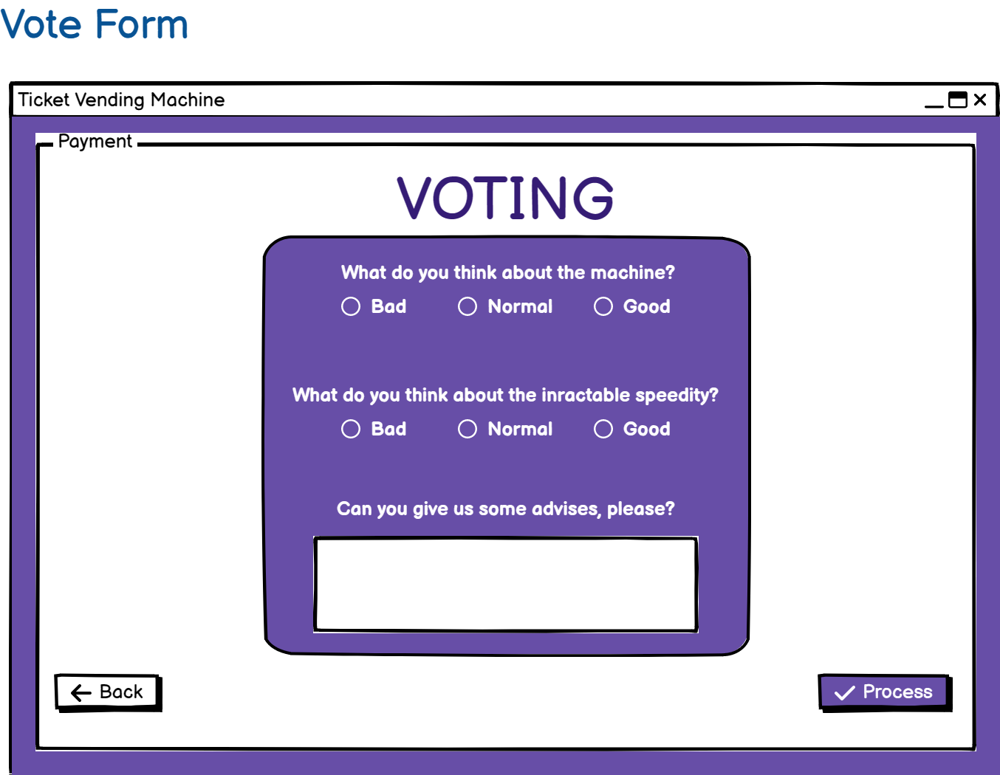 Vote Form
Ticket Vending Machine
Payment
VOTING
What do you think about the machine?
Bad Normal Good
What do you think about the inractable speedity?
Bad Normal Good
Can you give us some advises, please?
Back Process